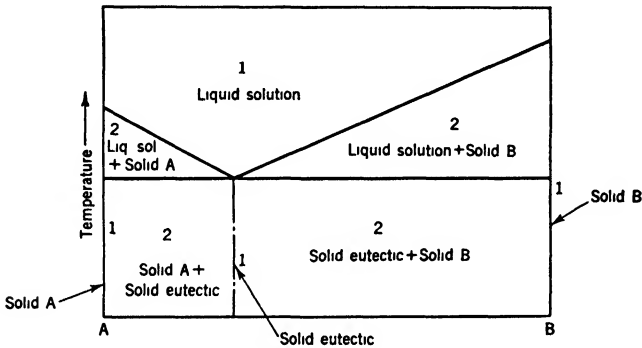 1
Liquid solution
2
Liq sol
+ Solid A
2
Liquid solution + Solid B
Temperature
1
Solid B
1
2
2
1
Solid A +
Solid eutectic
Solid eutectic + Solid B
Solid A
A
Solid eutectic
B